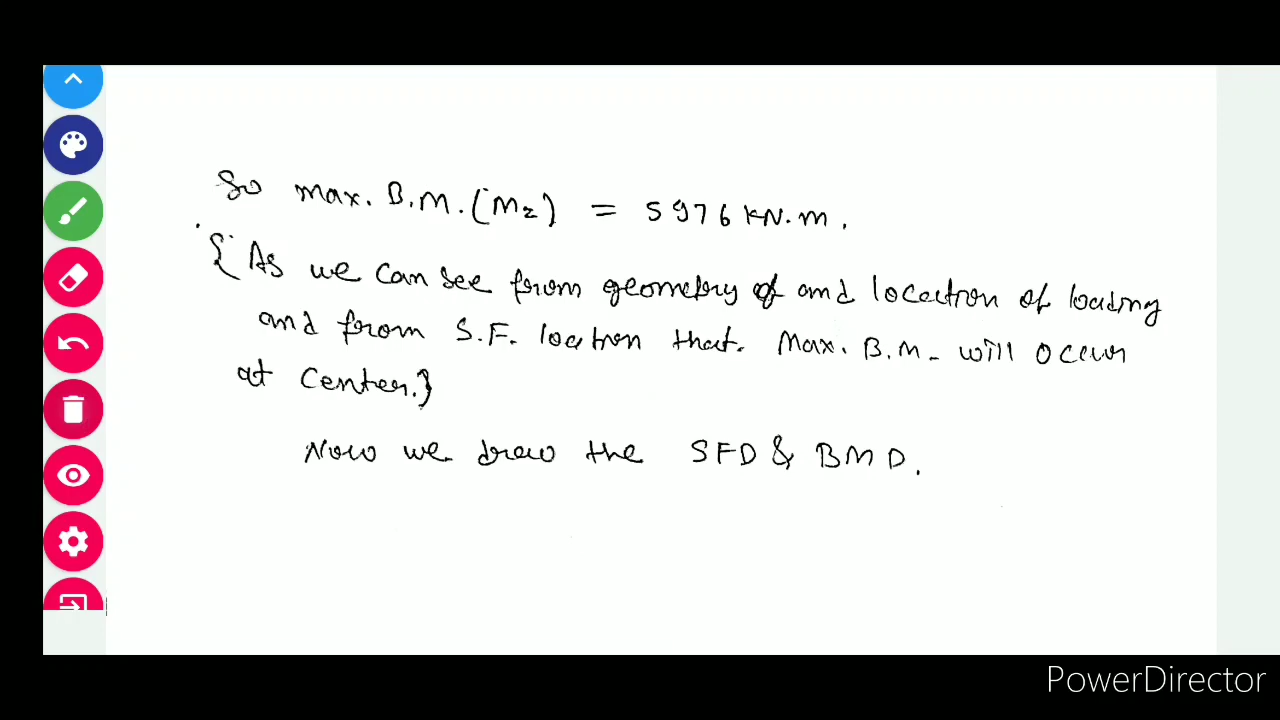 So max. B.M. (Mz) = 5976 kN.m.
{As we can see from geometry of and location of loading
and from S.F. location that. Max. B.M. will occur
at Center.}
Now we draw the SFD & BMD.
PowerDirector